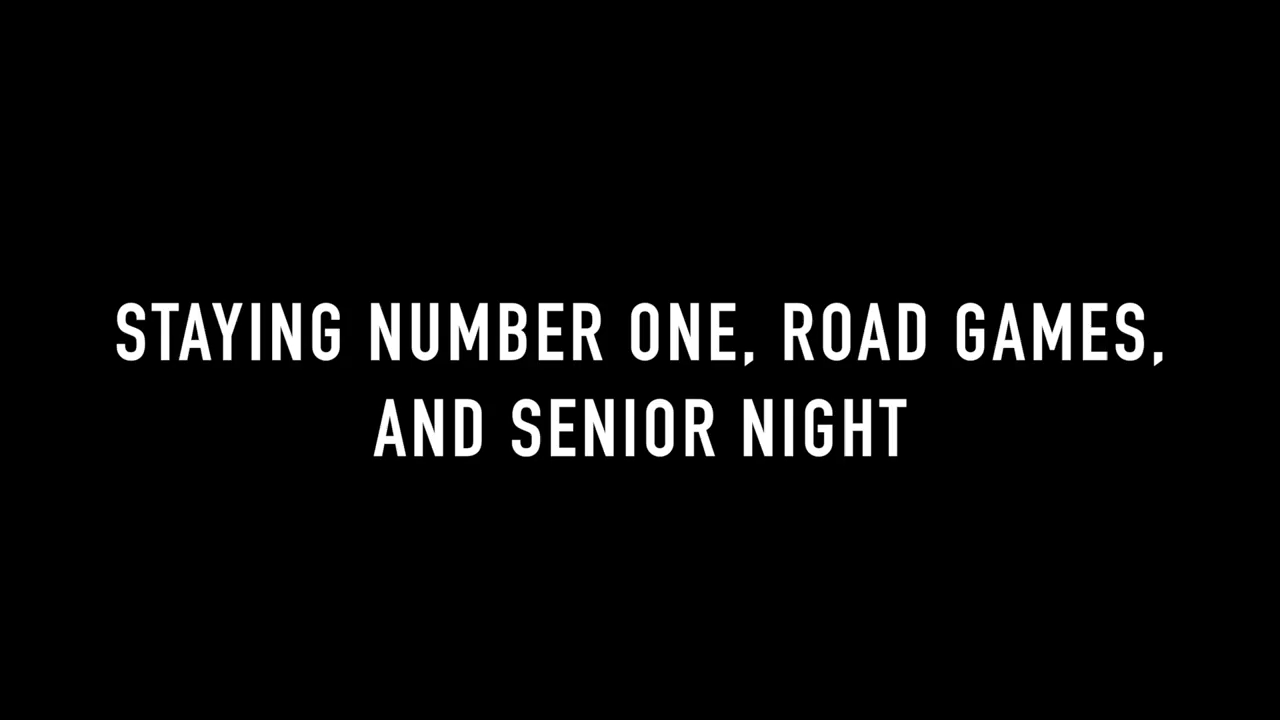 STAYING NUMBER ONE, ROAD GAMES,
AND SENIOR NIGHT